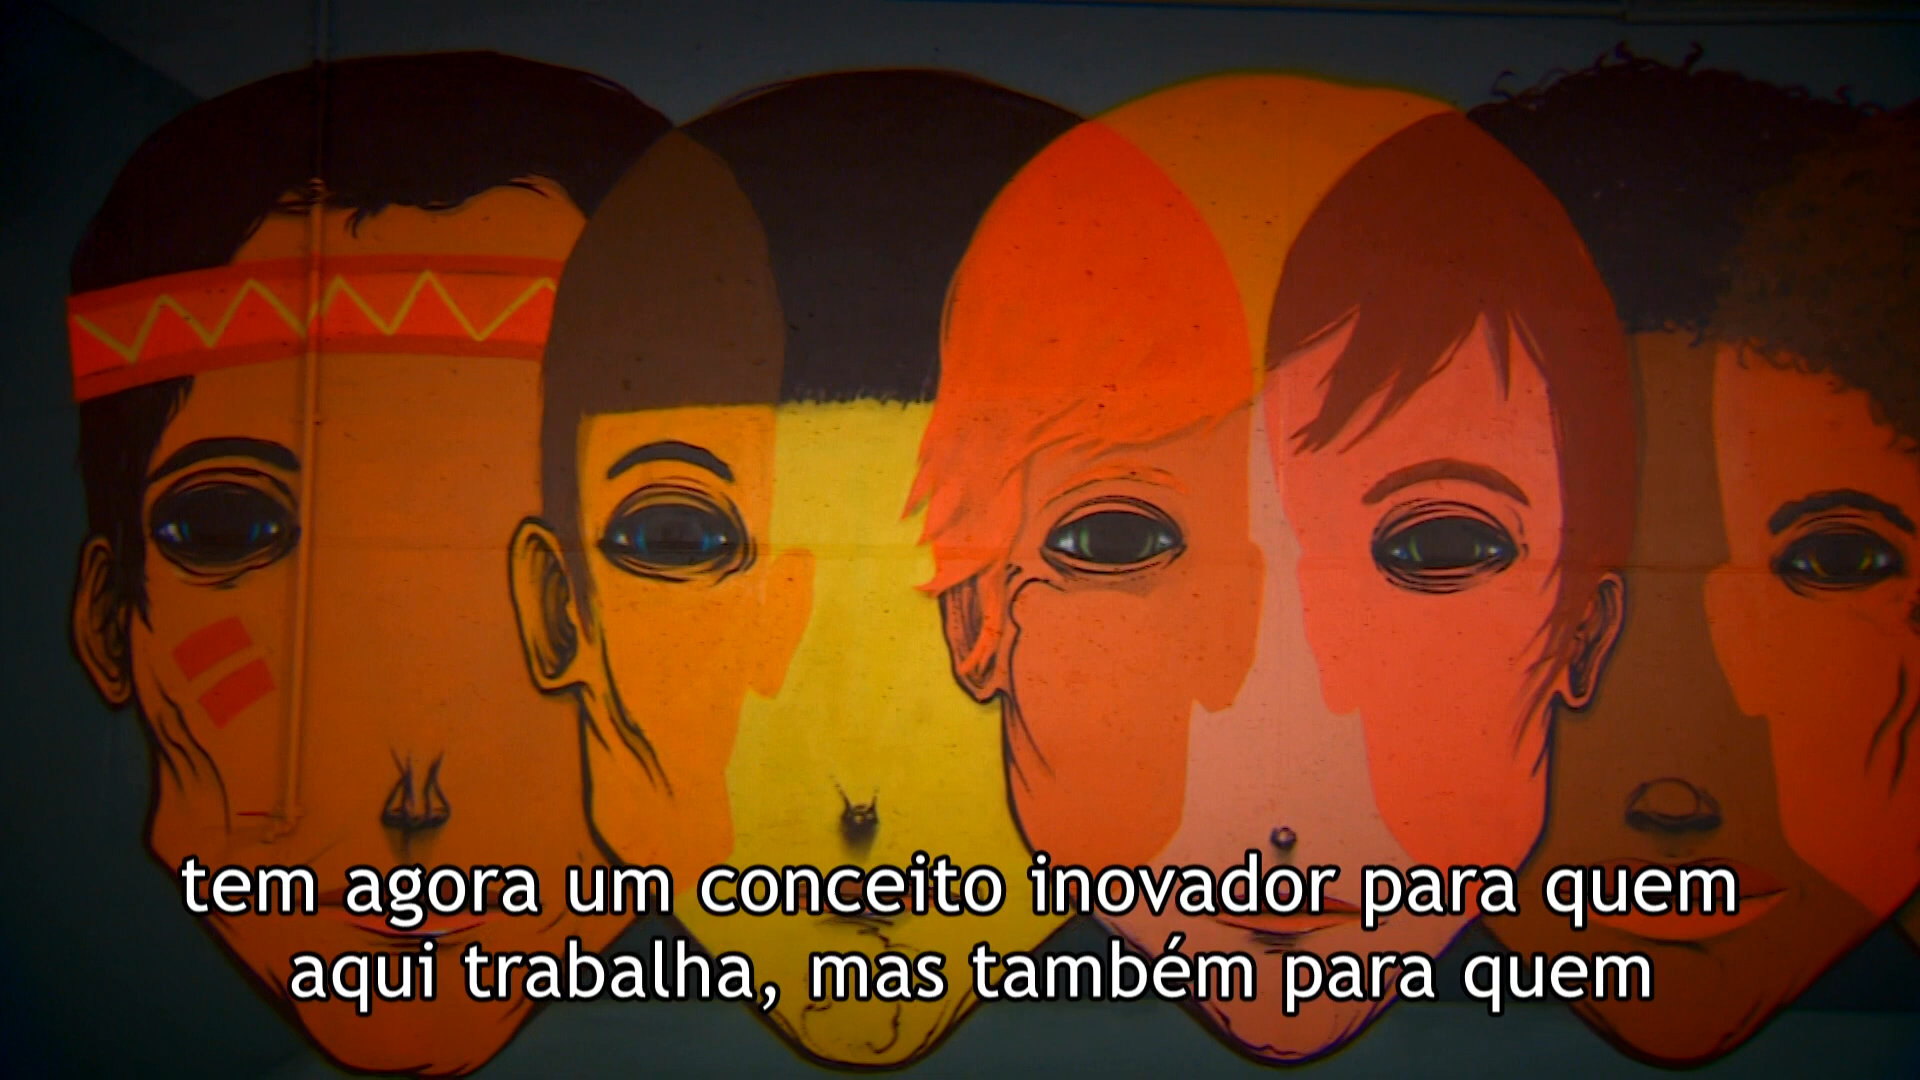 tem agora um conceito inovador para quem
aqui trabalha, mas também para quem